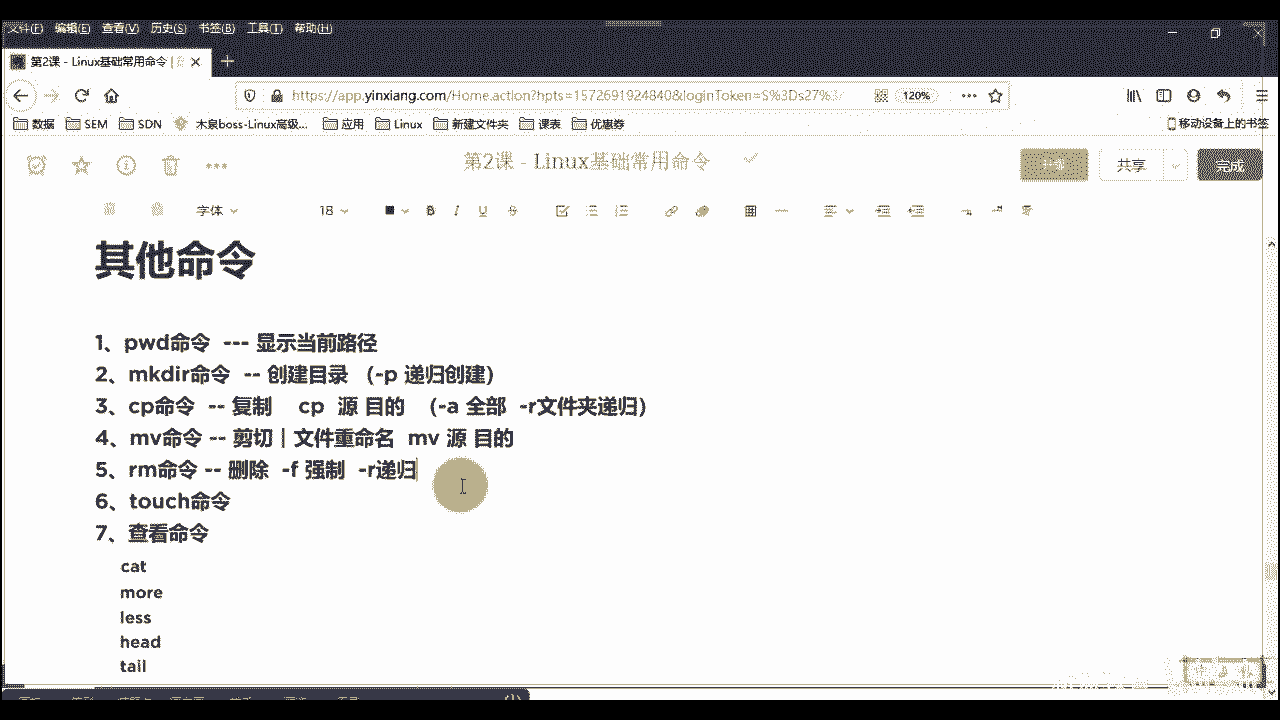 文件(F) 编辑(E) 查看(V) 历史(S) 书签(B) 工具(T) 帮助(H)
第2课 - Linux基础常用命令 |
https://app.yinxiang.com/Home.action?hpts=1572691924840&loginToken=S%3Ds27%3 120%
数据 SEM SDN 木泉boss-Linux高级... 应用 Linux 新建文件夹 课表 优惠券 移动设备上的书签
第2课 - Linux基础常用命令
共享 完成
字体 18 B I U
其他命令
1、pwd命令 --- 显示当前路径
2、mkdir命令 -- 创建目录 (-p 递归创建)
3、cp命令 -- 复制 cp 源 目的 (-a 全部 -r文件夹递归)
4、mv命令 -- 剪切 | 文件重命名 mv 源 目的
5、rm命令 -- 删除 -f 强制 -r递归
6、touch命令
7、查看命令
cat
more
less
head
tail